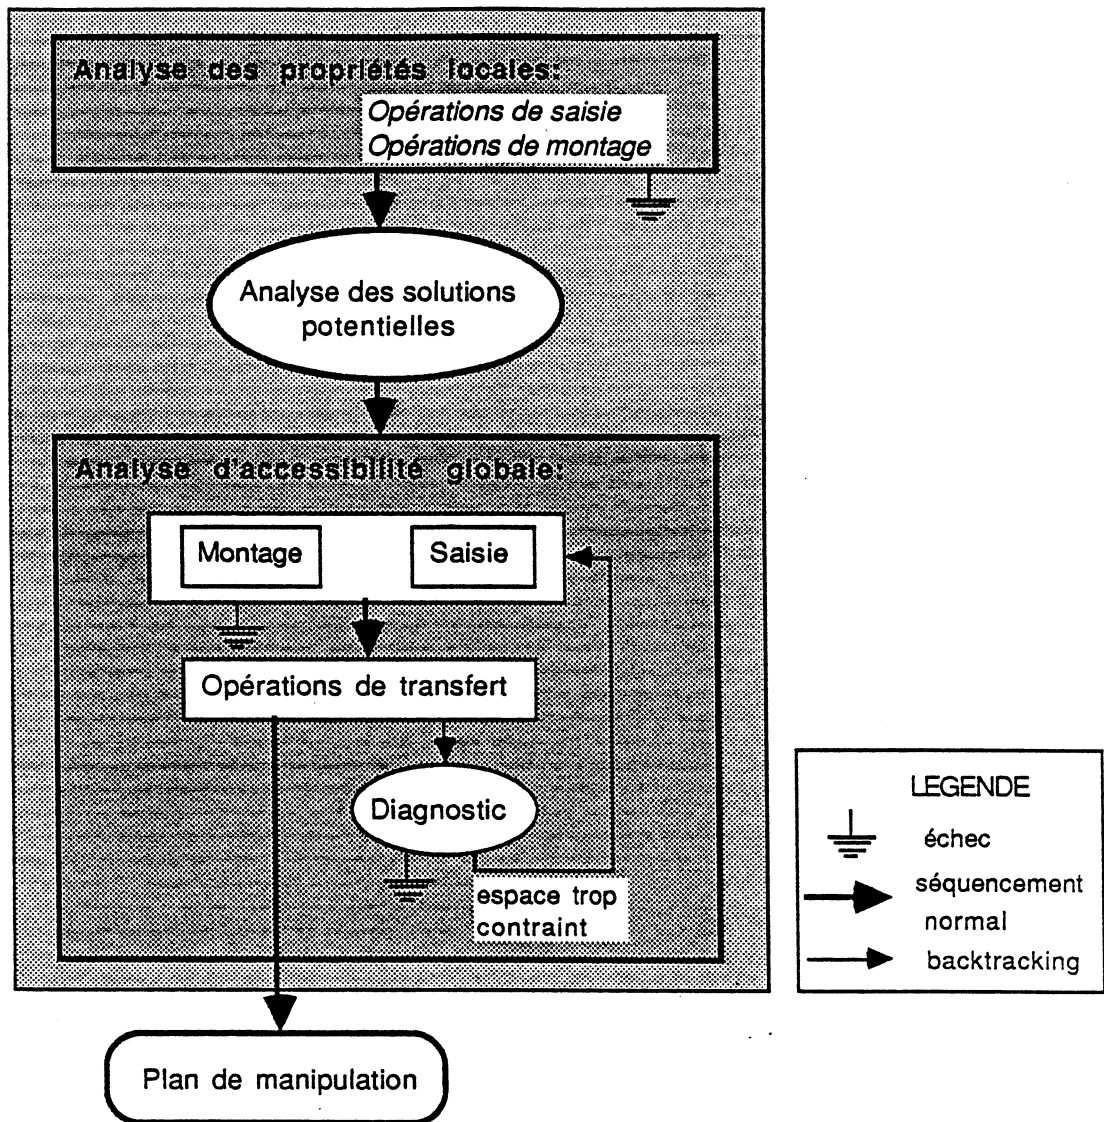 Analyse des propriétés locales:
Opérations de saisie
Opérations de montage
Analyse des solutions
potentielles
Analyse d'accessibilité globale:
Montage
Saisie
Opérations de transfert
Diagnostic
espace trop
contraint
Plan de manipulation
LEGENDE
échec
séquencement
normal
backtracking